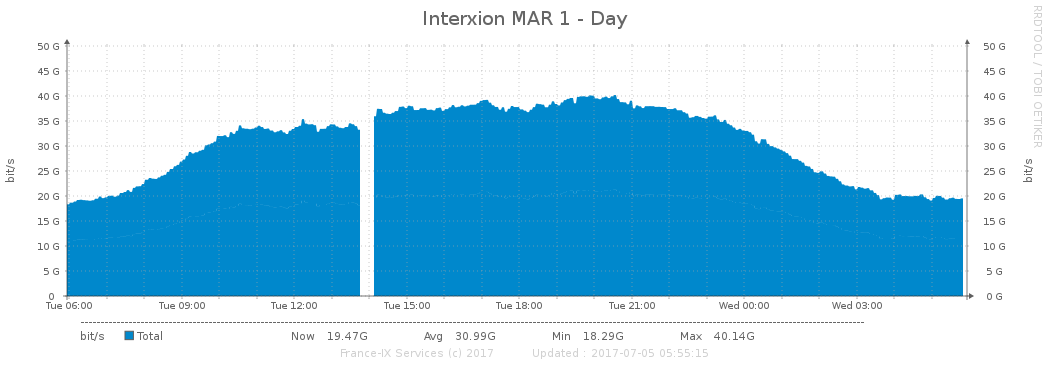 Interxion MAR 1 - Day
RRDTOOL / TOBI OETIKER
50 G 50 G
45 G 45 G
40 G 40 G
35 G 35 G
30 G 30 G
25 G 25 G
20 G 20 G
15 G 15 G
10 G 10 G
5 G 5 G
0 0 G
bit/s bit/s
Tue 06:00 Tue 09:00 Tue 12:00 Tue 15:00 Tue 18:00 Tue 21:00 Wed 00:00 Wed 03:00
bit/s Total Now 19.47G Avg 30.99G Min 18.29G Max 40.14G
France-IX Services (c) 2017 Updated : 2017-07-05 05:55:15